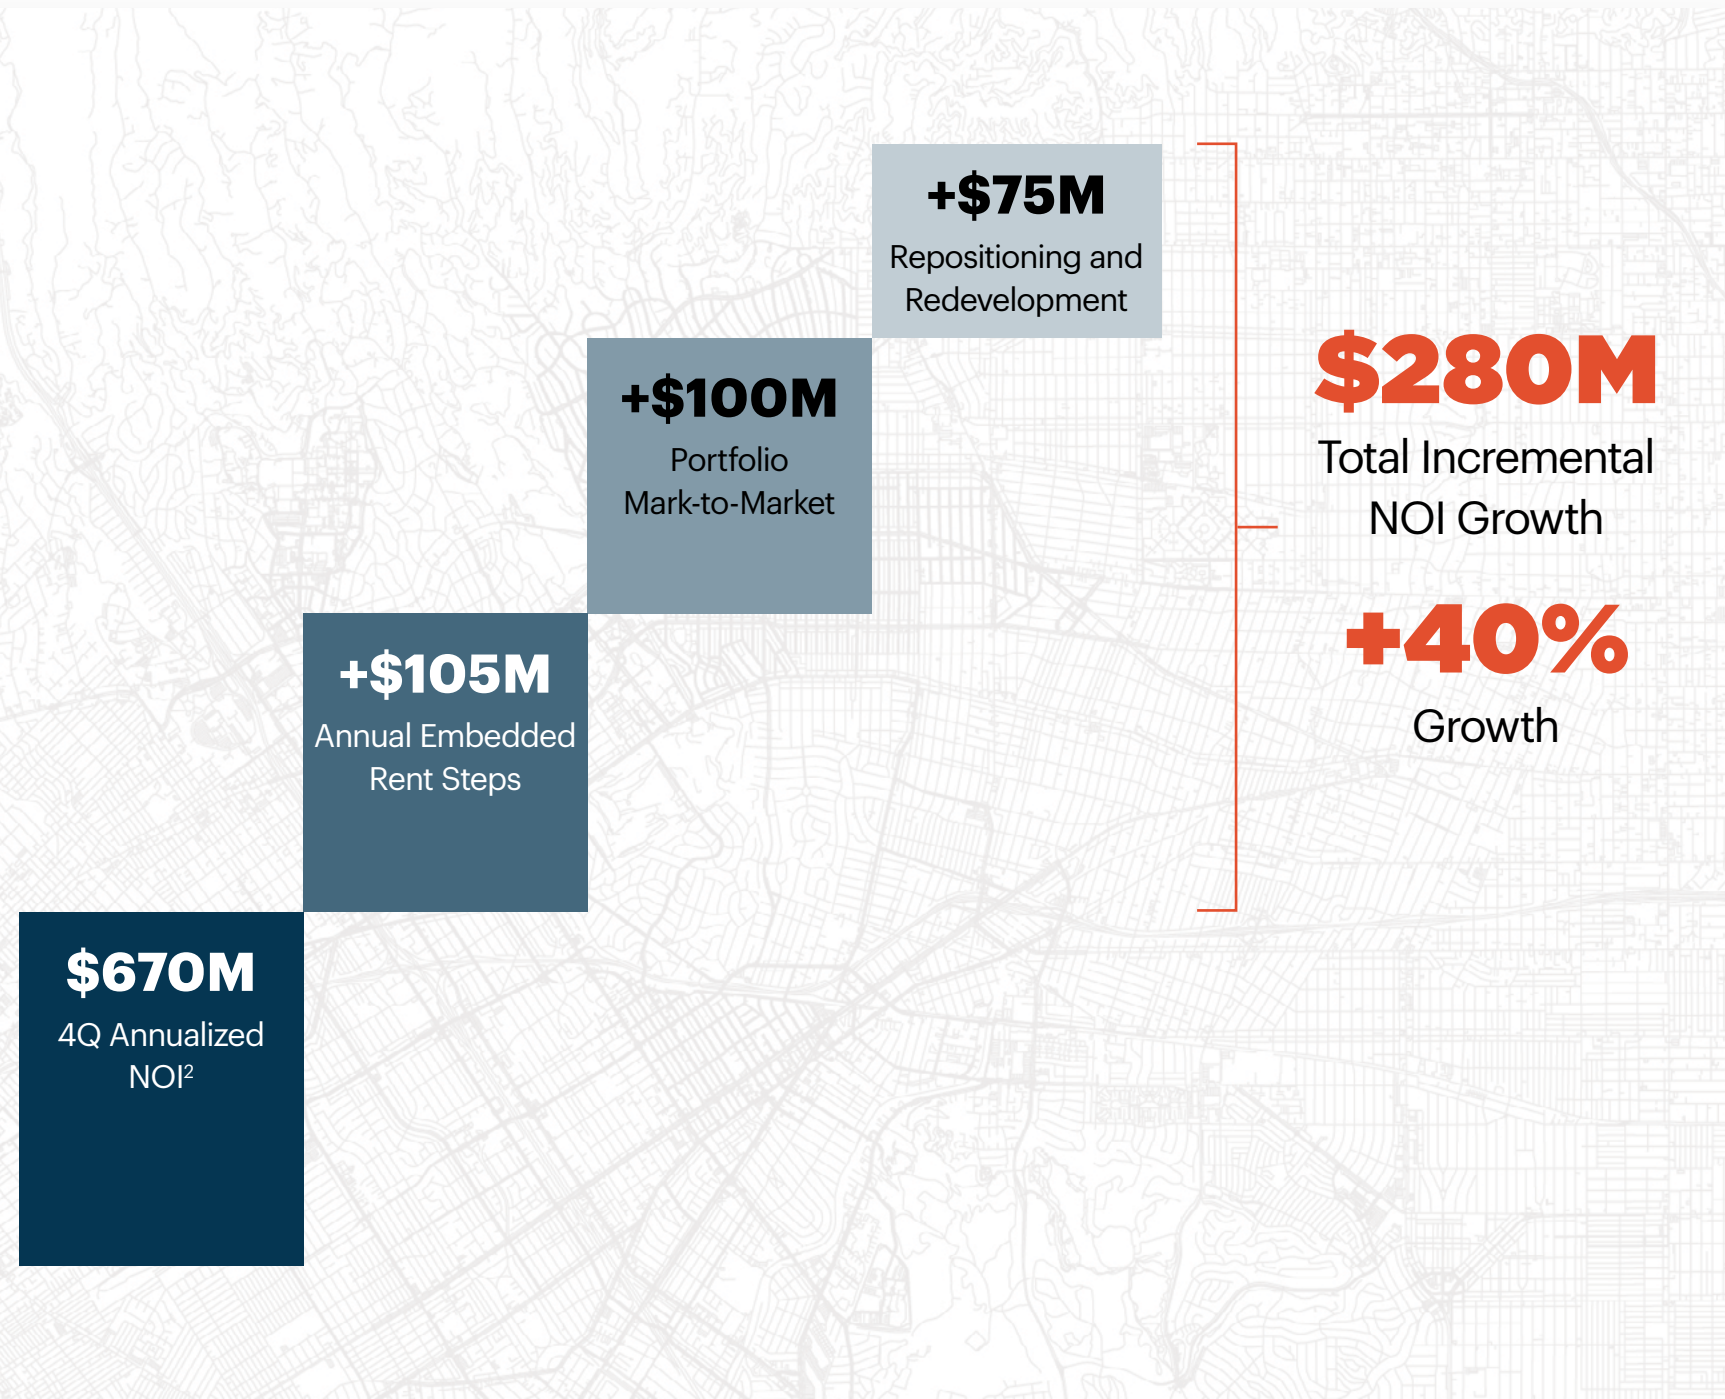 +$75M
Repositioning and
Redevelopment
+$100M
Portfolio
Mark-to-Market
+$105M
Annual Embedded
Rent Steps
$670M
4Q Annualized
NOI²
$280M
Total Incremental
NOI Growth
+40%
Growth